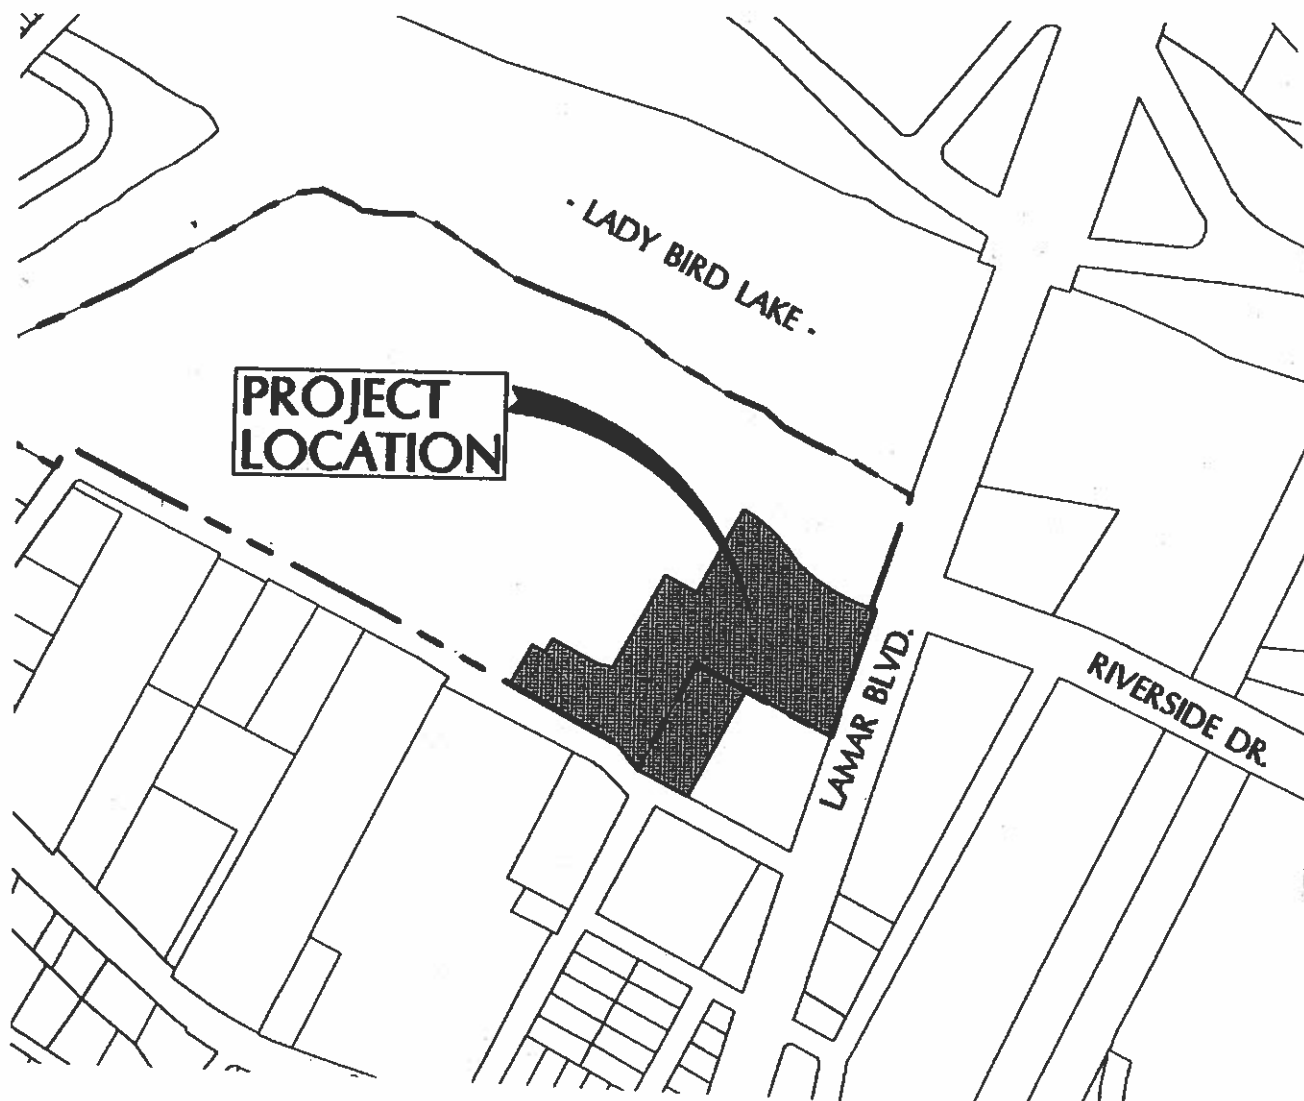 - LADY BIRD LAKE -
PROJECT
LOCATION
LAMAR BLVD.
RIVERSIDE DR.